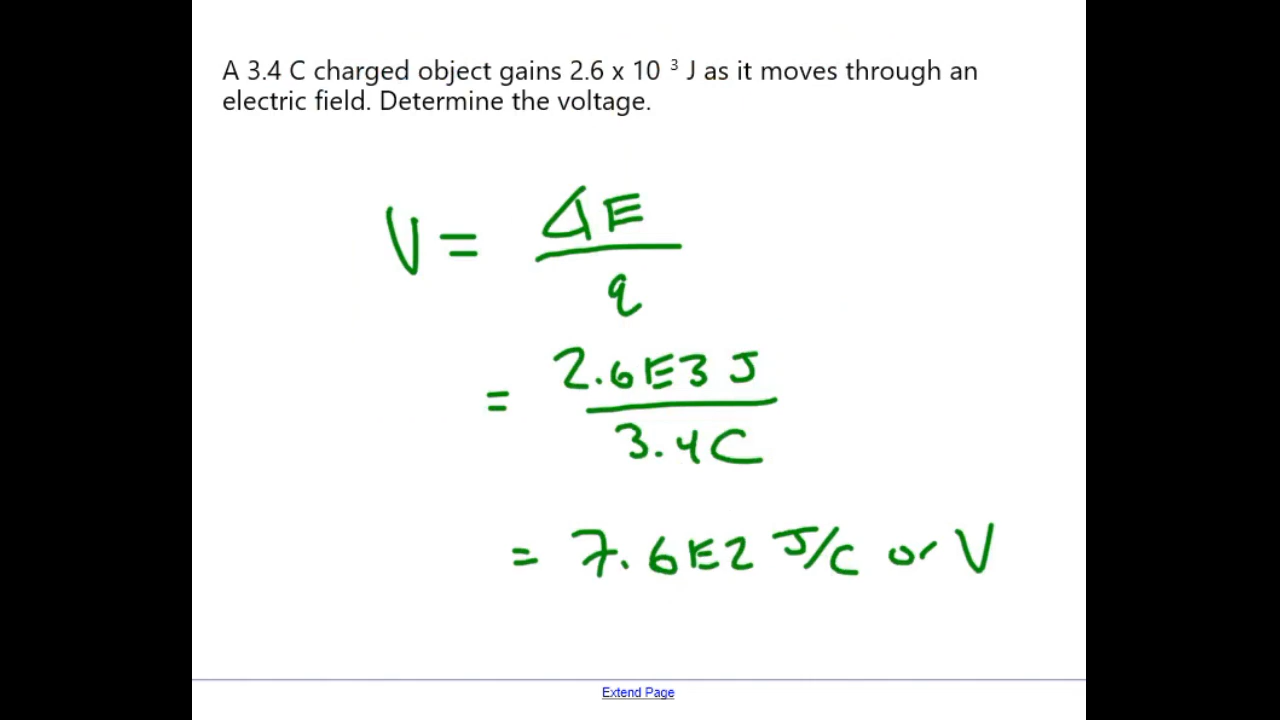 A 3.4 C charged object gains 2.6 x 10 ³ J as it moves through an
electric field. Determine the voltage.
V = ΔE
q
= 2.6E3 J
3.4C
= 7.6E2 J/C or V
Extend Page